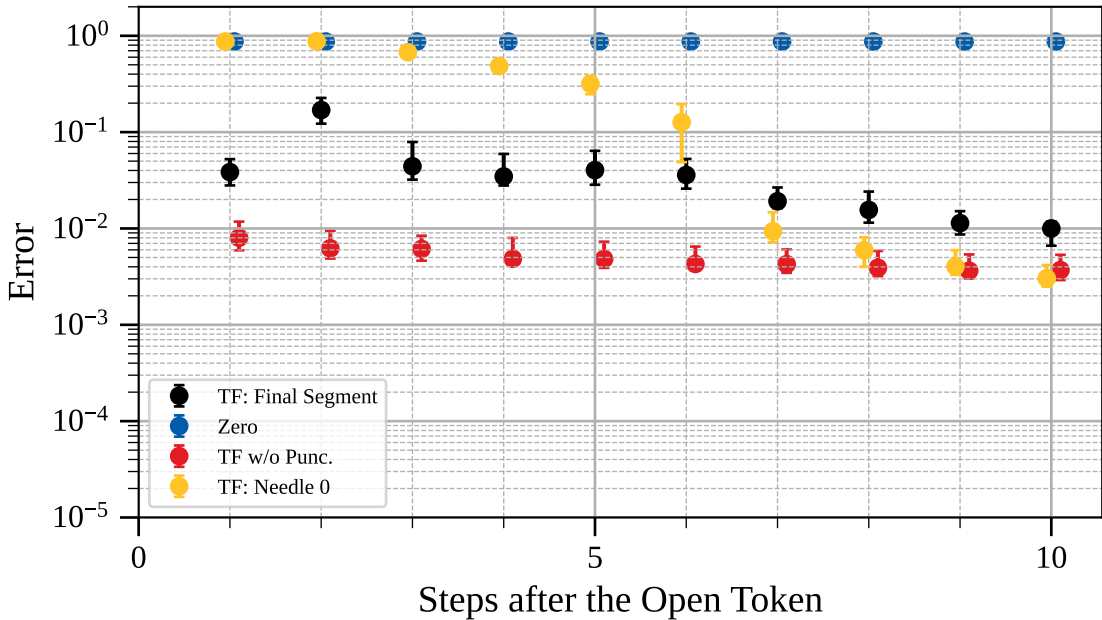 10⁰
10⁻¹
10⁻²
10⁻³
10⁻⁴
10⁻⁵
Error
TF: Final Segment
Zero
TF w/o Punc.
TF: Needle 0
0
5
10
Steps after the Open Token